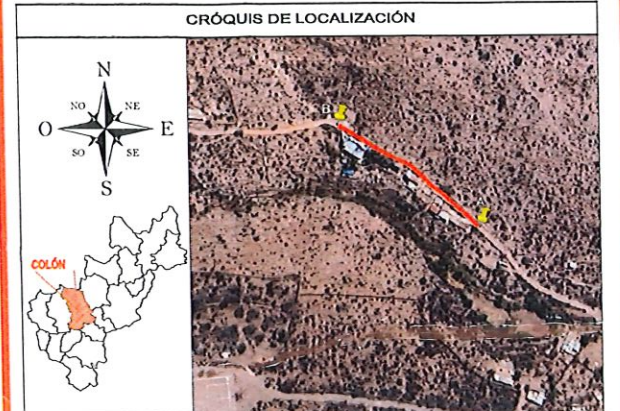 CRÓQUIS DE LOCALIZACIÓN
N
NO NE
O E
SO SE
S
B
COLÓN